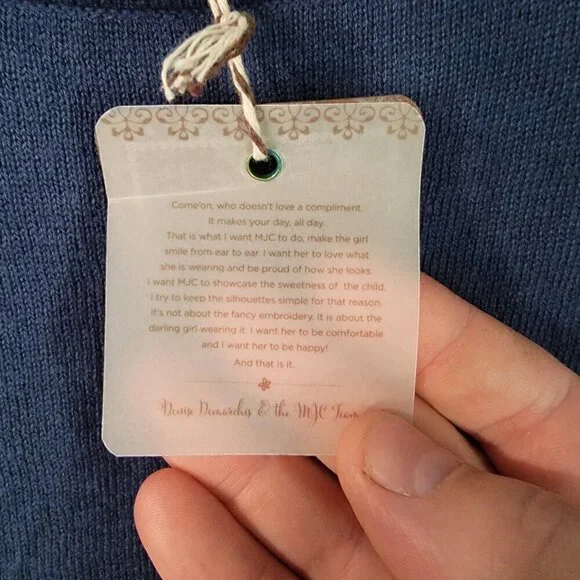 Come'on, who doesn't love a compliment.
It makes your day, all day.
That is what I want MJC to do, make the girl
smile from ear to ear. I want her to love what
she is wearing and be proud of how she looks.
I want MJC to showcase the sweetness of the child.
I try to keep the silhouettes simple for that reason.
It's not about the fancy embroidery. It is about the
darling girl wearing it. I want her to be comfortable
and I want her to be happy!
And that is it.
Denise Demarchis & the MJC Team